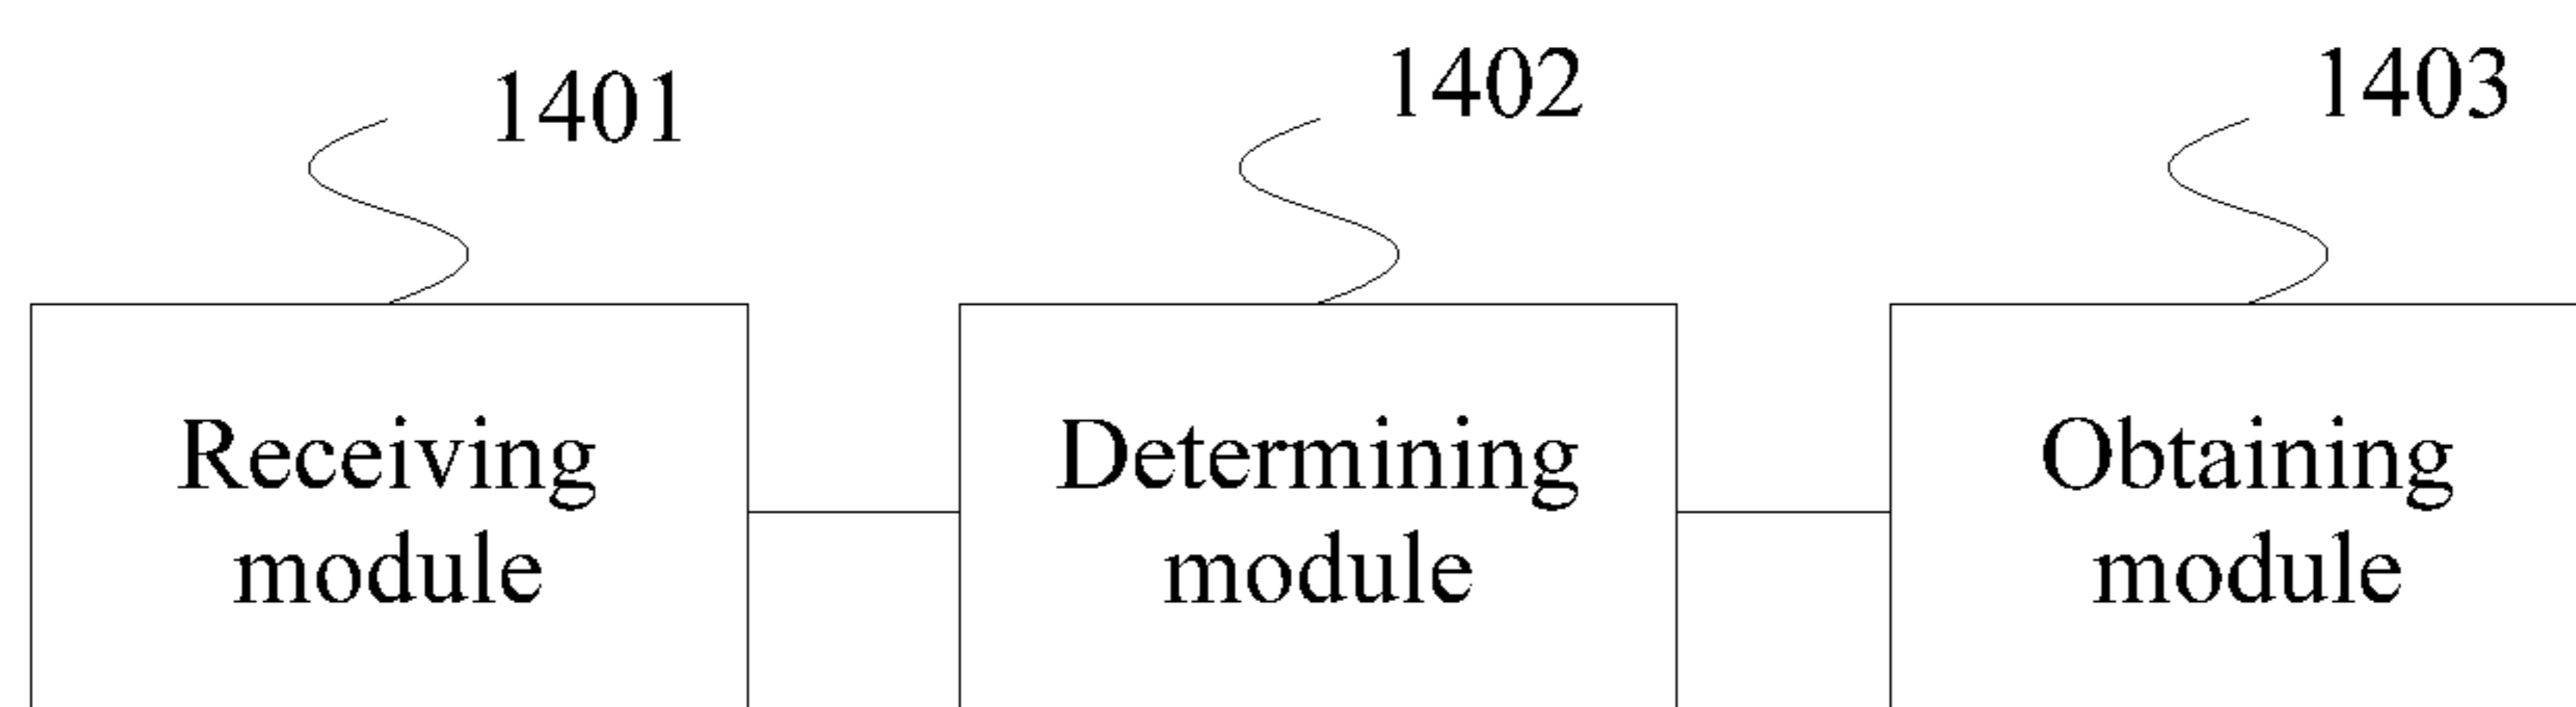 1401
1402
1403
Receiving
module
Determining
module
Obtaining
module